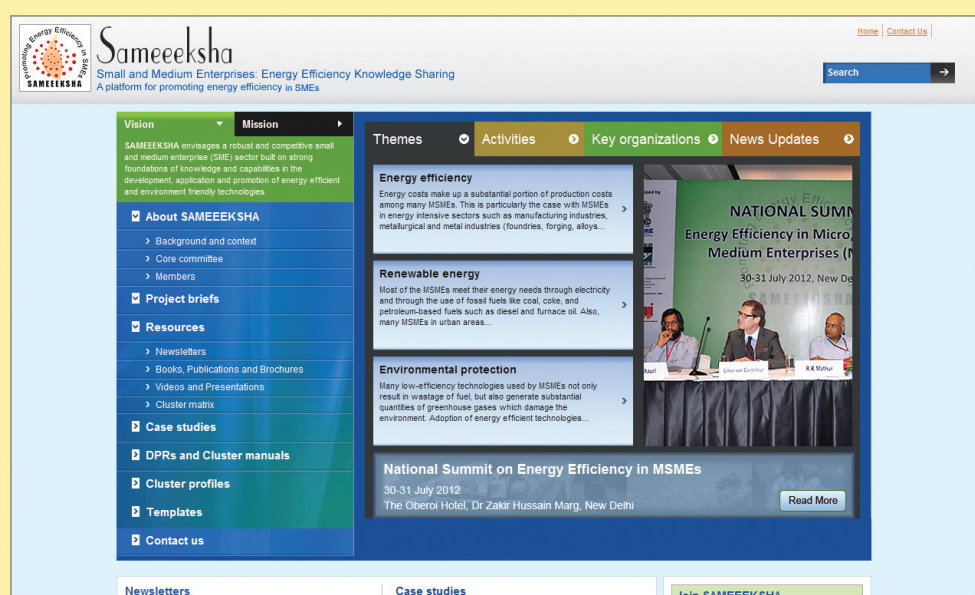 Promoting Energy Efficiency in SMEs
SAMEEEKSHA
Sameeeksha
Small and Medium Enterprises: Energy Efficiency Knowledge Sharing
A platform for promoting energy efficiency in SMEs
Home
Contact Us
Search
Vision
Mission
SAMEEEKSHA envisages a robust and competitive small
and medium enterprise (SME) sector built on strong
foundations of knowledge and capabilities in the
development, application and promotion of energy efficient
and environment friendly technologies.
About SAMEEEKSHA
Background and context
Core committee
Members
Project briefs
Resources
Newsletters
Books, Publications and Brochures
Videos and Presentations
Cluster matrix
Case studies
DPRs and Cluster manuals
Cluster profiles
Templates
Contact us
Themes
Activities
Key organizations
News Updates
Energy efficiency
Energy costs make up a substantial portion of production costs
among many MSMEs. This is particularly the case with MSMEs
in energy intensive sectors such as manufacturing industries,
metallurgical and metal industries (foundries, forging, alloys...
Renewable energy
Most of the MSMEs meet their energy needs through electricity
and through the use of fossil fuels like coal, coke, and
petroleum-based fuels such as diesel and furnace oil. Also,
many MSMEs in urban areas...
Environmental protection
Many low-efficiency technologies used by MSMEs not only
result in wastage of fuel, but also generate substantial
quantities of greenhouse gases which damage the
environment. Adoption of energy efficient technologies...
NATIONAL SUMM
Energy Efficiency in Micro,
Medium Enterprises (M
30-31 July 2012, New De
SAMEEEKSHA
R K Mathur
National Summit on Energy Efficiency in MSMEs
30-31 July 2012
The Oberoi Hotel, Dr Zakir Hussain Marg, New Delhi
Read More
Newsletters
Case studies
Join SAMEEEKSHA